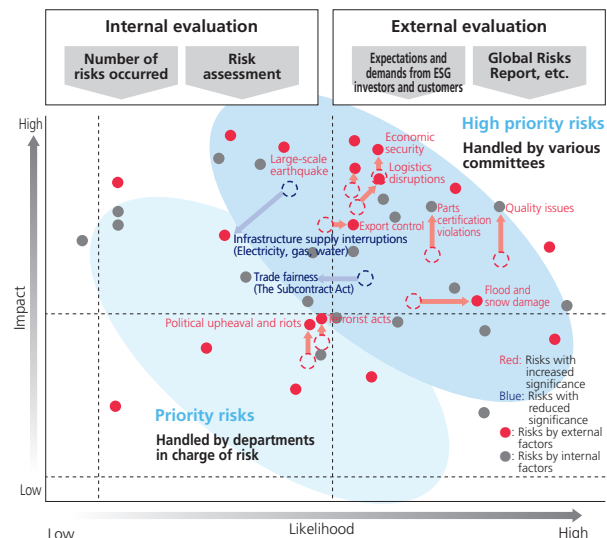 Internal evaluation
External evaluation
Number of
risks occurred
Risk
assessment
Expectations and
demands from ESG
investors and customers
Global Risks
Report, etc.
High
Impact
Low
High priority risks
Handled by various
committees
Economic
security
Large-scale
earthquake
Logistics
disruptions
Parts
certification
violations
Quality issues
Export control
Infrastructure supply interruptions
(Electricity, gas, water)
Trade fairness
(The Subcontract Act)
Flood and
snow damage
Political upheaval and riots
Terrorist acts
Priority risks
Handled by departments
in charge of risk
Red: Risks with
increased
significance
Blue: Risks with
reduced
significance
: Risks by external
factors
: Risks by internal
factors
Low
Likelihood
High